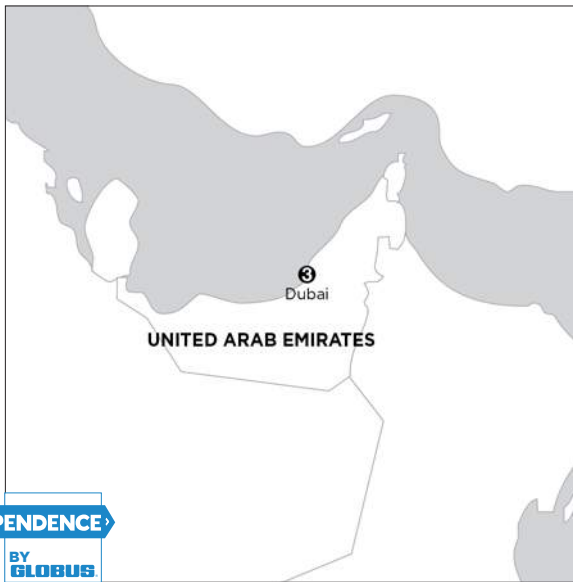 3
Dubai
UNITED ARAB EMIRATES
PENDENCE
BY
GLOBUS.